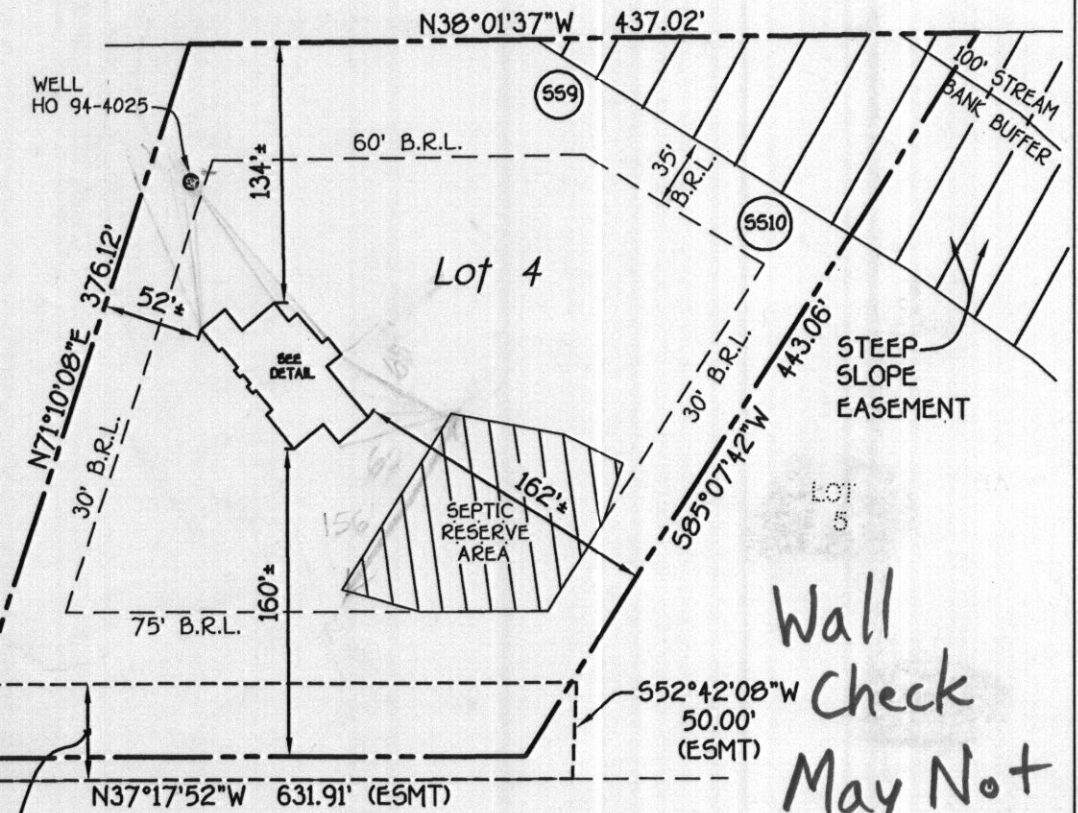 N38°01'37"W 437.02'
WELL
HO 94-4025
SS9
100' STREAM
BANK BUFFER
60' B.R.L.
35'
B.R.L.
134'±
SS10
Lot 4
N71°10'08"E 376.12'
52'±
SEE
DETAIL
65'
30' B.R.L.
S85°07'42"W 443.06'
STEEP
SLOPE
EASEMENT
30' B.R.L.
162'±
SEPTIC
RESERVE
AREA
156
LOT
5
160'±
75' B.R.L.
Wall
Check
May Not
S52°42'08"W
50.00'
(ESMT)
N37°17'52"W 631.91' (ESMT)